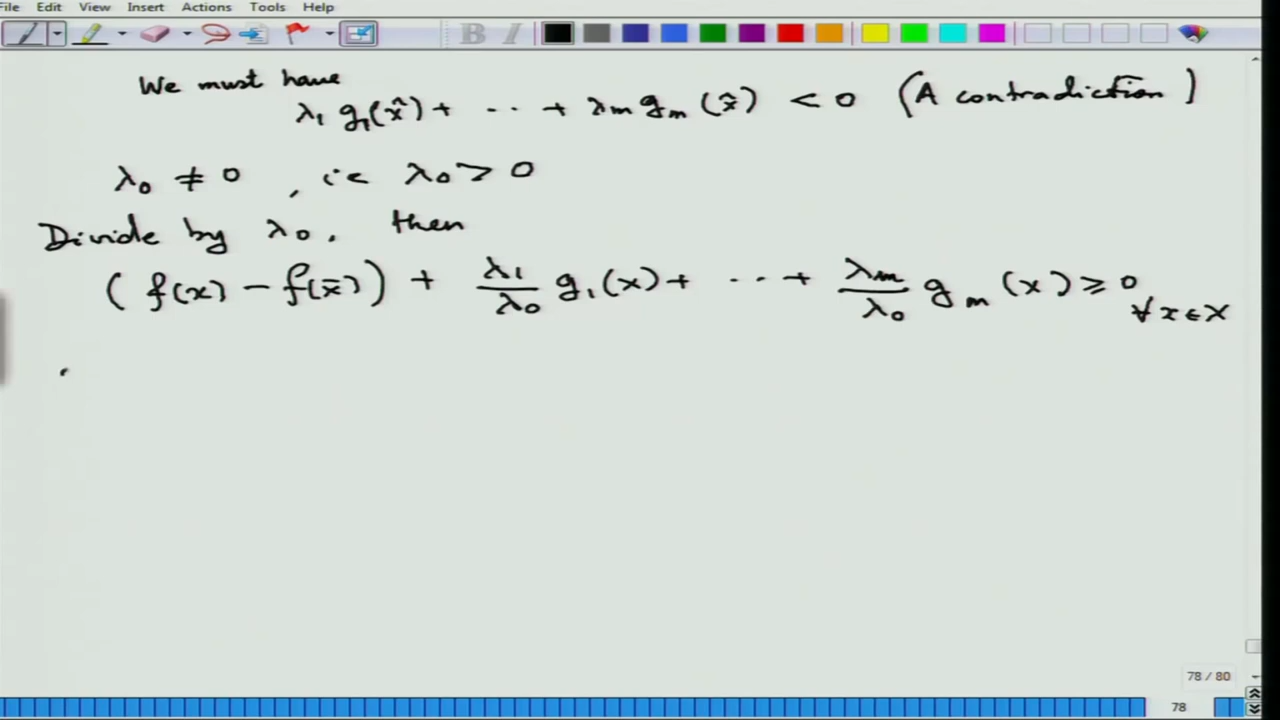 File Edit View Insert Actions Tools Help
B I
We must have
λ₁ g₁(x̂) + ... + λm gm (x̂) < 0 (A contradiction)
λ₀ ≠ 0 , ie λ₀ > 0
Divide by λ₀, then
( f(x) - f(x̄) ) + λ₁/λ₀ g₁(x) + ... + λm/λ₀ gm (x) ≥ 0
∀ x ∈ X
78 / 80
78